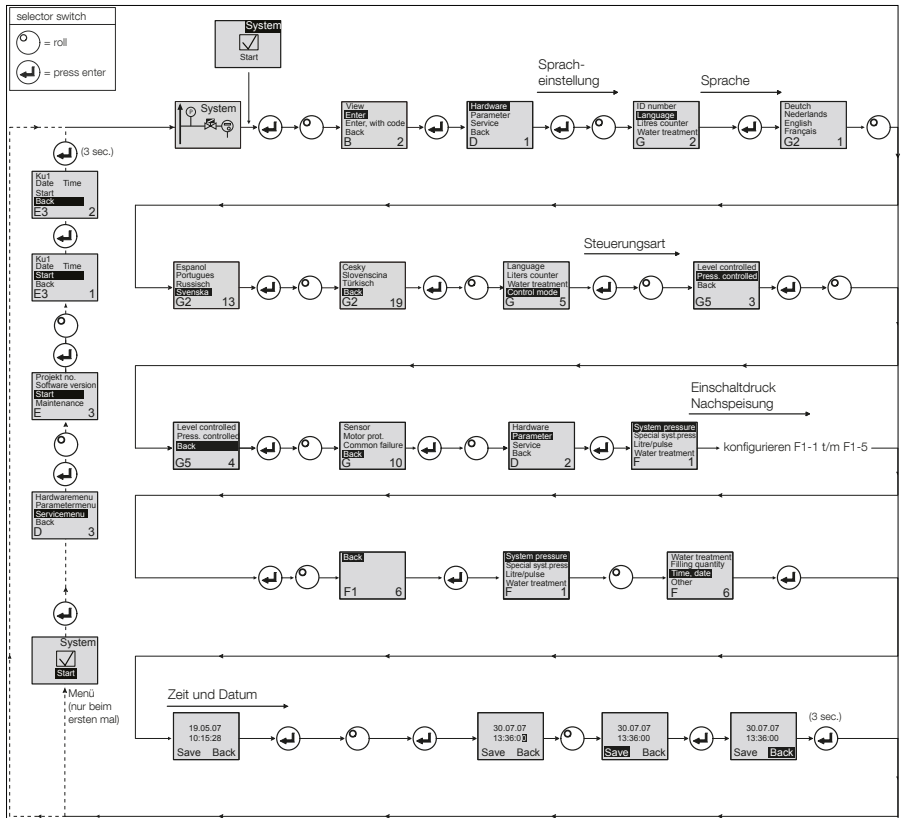 selector switch
= roll
= press enter
System
Start
Sprach-
einstellung
Sprache
P
System
View
Enter
Enter, with code
Back
B 2
Hardware
Parameter
Service
Back
D 1
ID number
Language
Litres counter
Water treatment
G 2
Deutch
Nederlands
English
Français
G2 1
(3 sec.)
Ku1
Date Time
Start
Back
E3 2
Ku1
Date Time
Start
Back
E3 1
Projekt no.
Software version
Start
Maintenance
E 3
Hardwaremenu
Parametermenu
Servicemenu
Back
D 3
System
Start
Menü
(nur beim
ersten mal)
Steuerungsart
Espanol
Portugues
Russisch
Svenska
G2 13
Cesky
Slovenscina
Türkisch
Back
G2 19
Language
Liters counter
Water treatment
Control mode
G 5
Level controlled
Press. controlled
Back
G5 3
Einschaltdruck
Nachspeisung
Level controlled
Press. controlled
Back
G5 4
Sensor
Motor prot.
Common failure
Back
G 10
Hardware
Parameter
Service
Back
D 2
System pressure
Special syst.press
Litre/pulse
Water treatment
F 1
konfigurieren F1-1 t/m F1-5
Back
F1 6
System pressure
Special syst.press
Litre/pulse
Water treatment
F 1
Water treatment
Filling quantity
Time, date
Other
F 6
Zeit und Datum
19.05.07
10:15:28
Save Back
30.07.07
13:36:00
Save Back
30.07.07
13:36:00
Save Back
30.07.07
13:36:00
Save Back
(3 sec.)